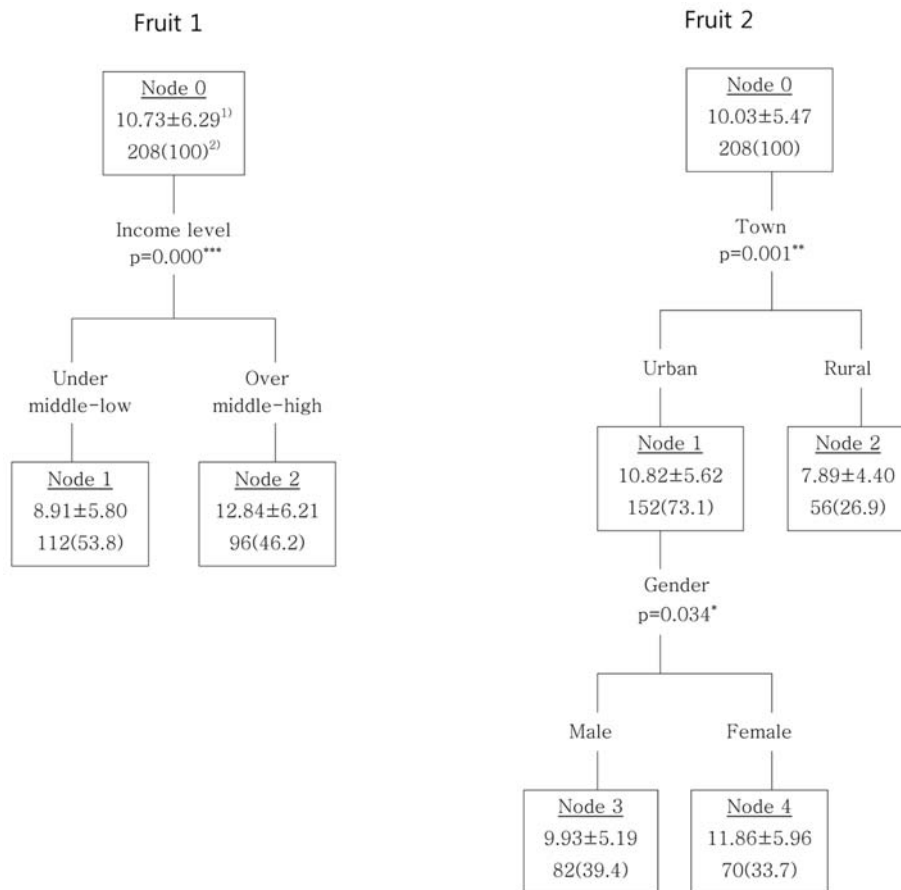 Fruit 1
Node 0
10.73±6.29¹⁾
208(100)²⁾
Income level
p=0.000***
Under
middle-low
Over
middle-high
Node 1
8.91±5.80
112(53.8)
Node 2
12.84±6.21
96(46.2)
Fruit 2
Node 0
10.03±5.47
208(100)
Town
p=0.001**
Urban
Rural
Node 1
10.82±5.62
152(73.1)
Node 2
7.89±4.40
56(26.9)
Gender
p=0.034*
Male
Female
Node 3
9.93±5.19
82(39.4)
Node 4
11.86±5.96
70(33.7)